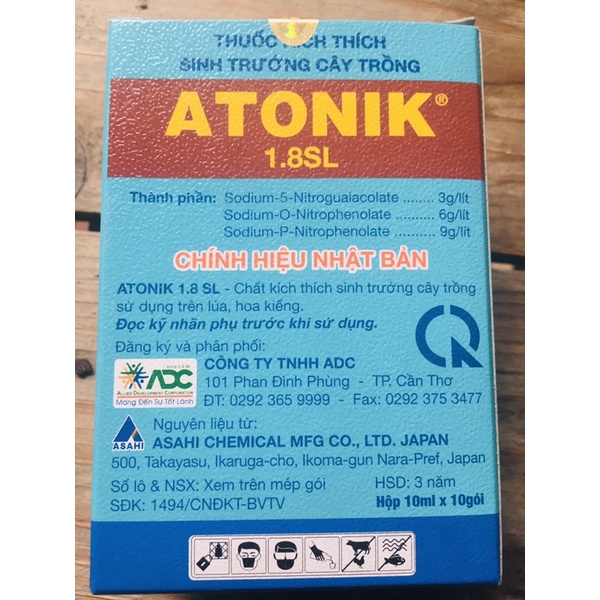 THUỐC KÍCH THÍCH
SINH TRƯỞNG CÂY TRỒNG
ATONIK®
1.8SL
Thành phần: Sodium-5-Nitroguaiacolate ........ 3g/lít
Sodium-O-Nitrophenolate .......... 6g/lít
Sodium-P-Nitrophenolate .......... 9g/lít
CHÍNH HIỆU NHẬT BẢN
ATONIK 1.8 SL - Chất kích thích sinh trưởng cây trồng
sử dụng trên lúa, hoa kiểng.
Đọc kỹ nhãn phụ trước khi sử dụng.
Đăng ký và phân phối:
ADC
ALLIED DEVELOPMENT CORPORATION
Mang Đến Sự Tốt Lành
CÔNG TY TNHH ADC
101 Phan Đình Phùng - TP. Cần Thơ
ĐT: 0292 365 9999 - Fax: 0292 375 3477
CR
Nguyên liệu từ:
ASAHI
ASAHI CHEMICAL MFG CO., LTD. JAPAN
500, Takayasu, Ikaruga-cho, Ikoma-gun Nara-Pref, Japan
Số lô & NSX: Xem trên mép gói HSD: 3 năm
SĐK: 1494/CNĐKT-BVTV Hộp 10ml x 10gói